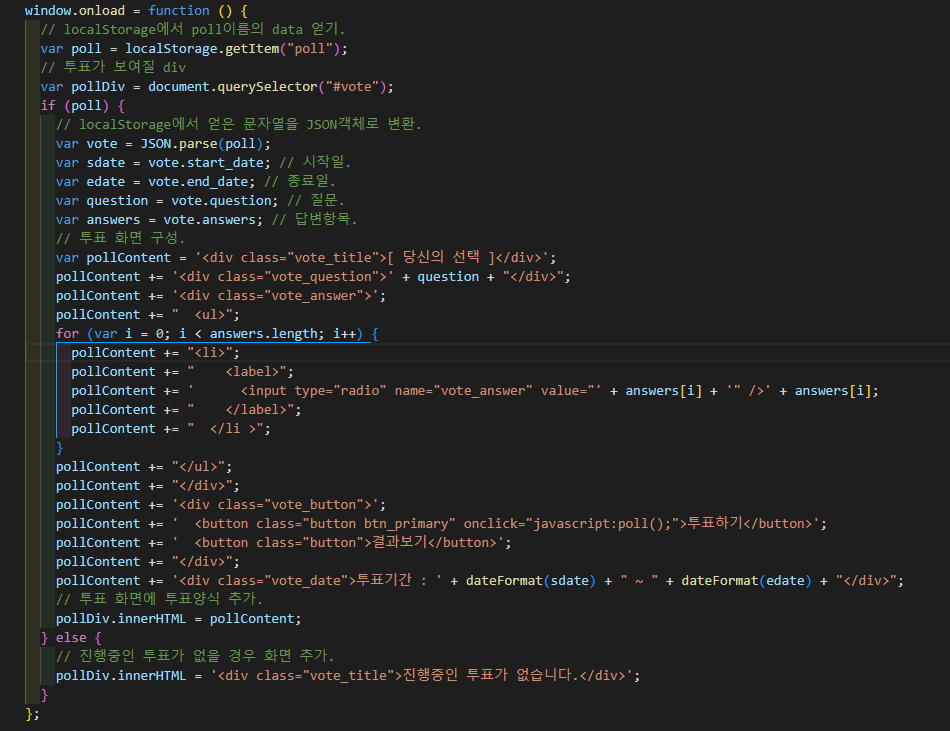 window.onload = function () {
  // localStorage에서 poll이름의 data 얻기.
  var poll = localStorage.getItem("poll");
  // 투표가 보여질 div
  var pollDiv = document.querySelector("#vote");
  if (poll) {
    // localStorage에서 얻은 문자열을 JSON객체로 변환.
    var vote = JSON.parse(poll);
    var sdate = vote.start_date; // 시작일.
    var edate = vote.end_date; // 종료일.
    var question = vote.question; // 질문.
    var answers = vote.answers; // 답변항목.
    // 투표 화면 구성.
    var pollContent = '<div class="vote_title">[ 당신의 선택 ]</div>';
    pollContent += '<div class="vote_question">' + question + "</div>";
    pollContent += '<div class="vote_answer">';
    pollContent += "  <ul>";
    for (var i = 0; i < answers.length; i++) {
      pollContent += "<li>";
      pollContent += "    <label>";
      pollContent += '      <input type="radio" name="vote_answer" value="' + answers[i] + '" />' + answers[i];
      pollContent += "    </label>";
      pollContent += "  </li >";
    }
    pollContent += "</ul>";
    pollContent += "</div>";
    pollContent += '<div class="vote_button">';
    pollContent += '  <button class="button btn_primary" onclick="javascript:poll();">투표하기</button>';
    pollContent += '  <button class="button">결과보기</button>';
    pollContent += "</div>";
    pollContent += '<div class="vote_date">투표기간 : ' + dateFormat(sdate) + " ~ " + dateFormat(edate) + "</div>";
    // 투표 화면에 투표양식 추가.
    pollDiv.innerHTML = pollContent;
  } else {
    // 진행중인 투표가 없을 경우 화면 추가.
    pollDiv.innerHTML = '<div class="vote_title">진행중인 투표가 없습니다.</div>';
  }
};